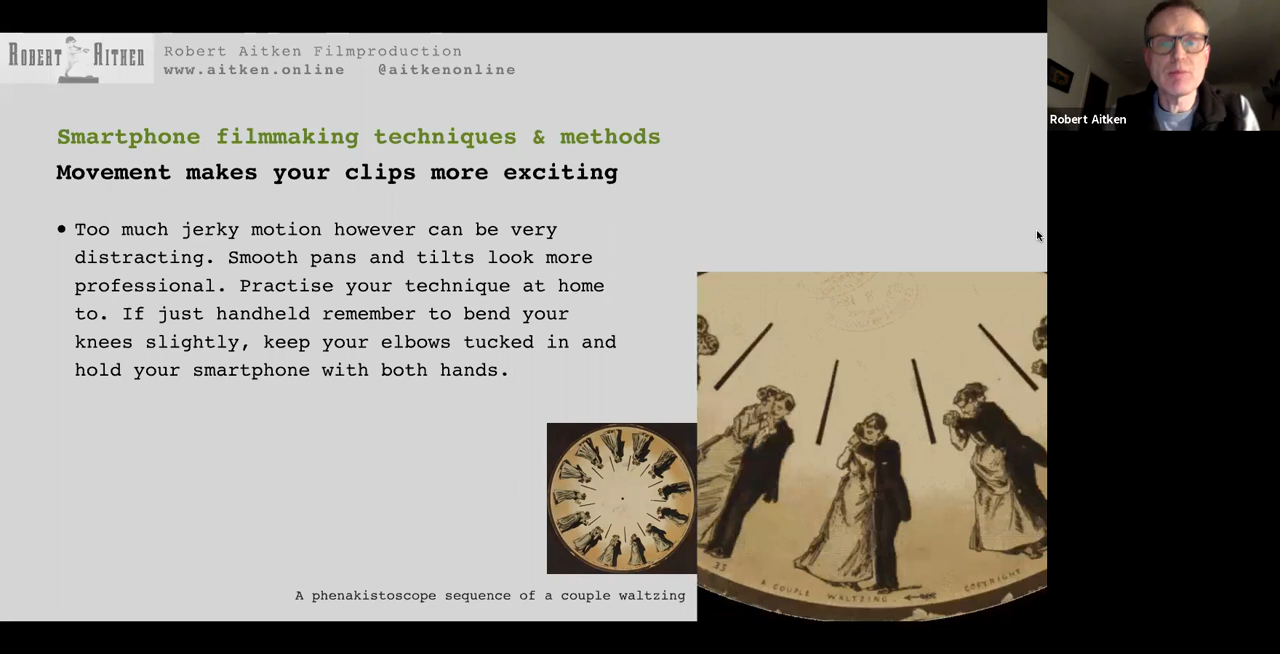 ROBERT AITKEN
Robert Aitken Filmproduction
www.aitken.online @aitkenonline
Robert Aitken
Smartphone filmmaking techniques & methods
Movement makes your clips more exciting
• Too much jerky motion however can be very
distracting. Smooth pans and tilts look more
professional. Practise your technique at home
to. If just handheld remember to bend your
knees slightly, keep your elbows tucked in and
hold your smartphone with both hands.
33
A COUPLE WALTZING.
COPYRIGHT
A phenakistoscope sequence of a couple waltzing